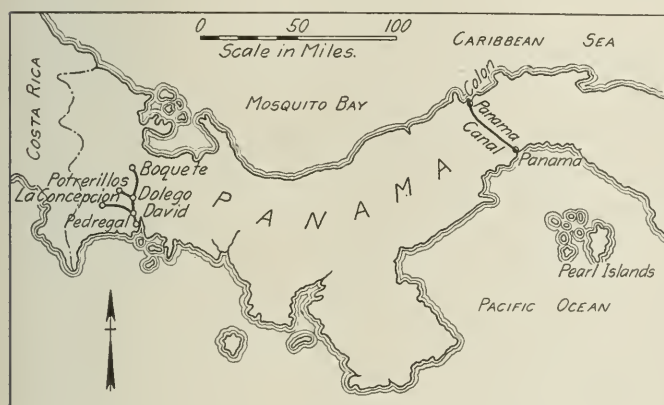 0 50 100
Scale in Miles.
CARIBBEAN SEA
COSTA RICA
MOSQUITO BAY
Colon
Panama
Canal
Panama
Boquete
Potrerillos
Dolego
La Concepcion
David
Pedregal
PANAMA
Pearl Islands
PACIFIC OCEAN